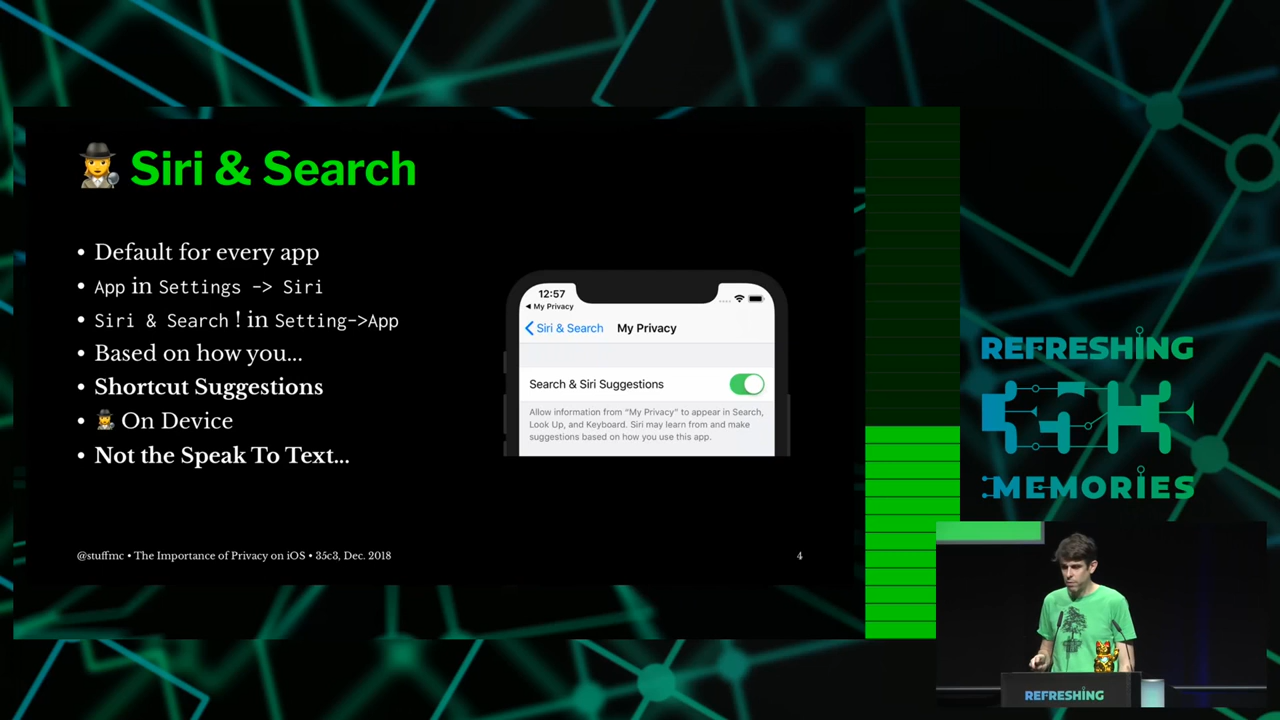 Siri & Search
• Default for every app
• App in Settings -> Siri
• Siri & Search ! in Setting->App
• Based on how you...
• Shortcut Suggestions
• On Device
• Not the Speak To Text...
12:57
My Privacy
Siri & Search
My Privacy
Search & Siri Suggestions
Allow information from “My Privacy” to appear in Search,
Look Up, and Keyboard. Siri may learn from and make
suggestions based on how you use this app.
@stuffmc • The Importance of Privacy on iOS • 35c3, Dec. 2018
4
REFRESHING
MEMORIES
REFRESHING